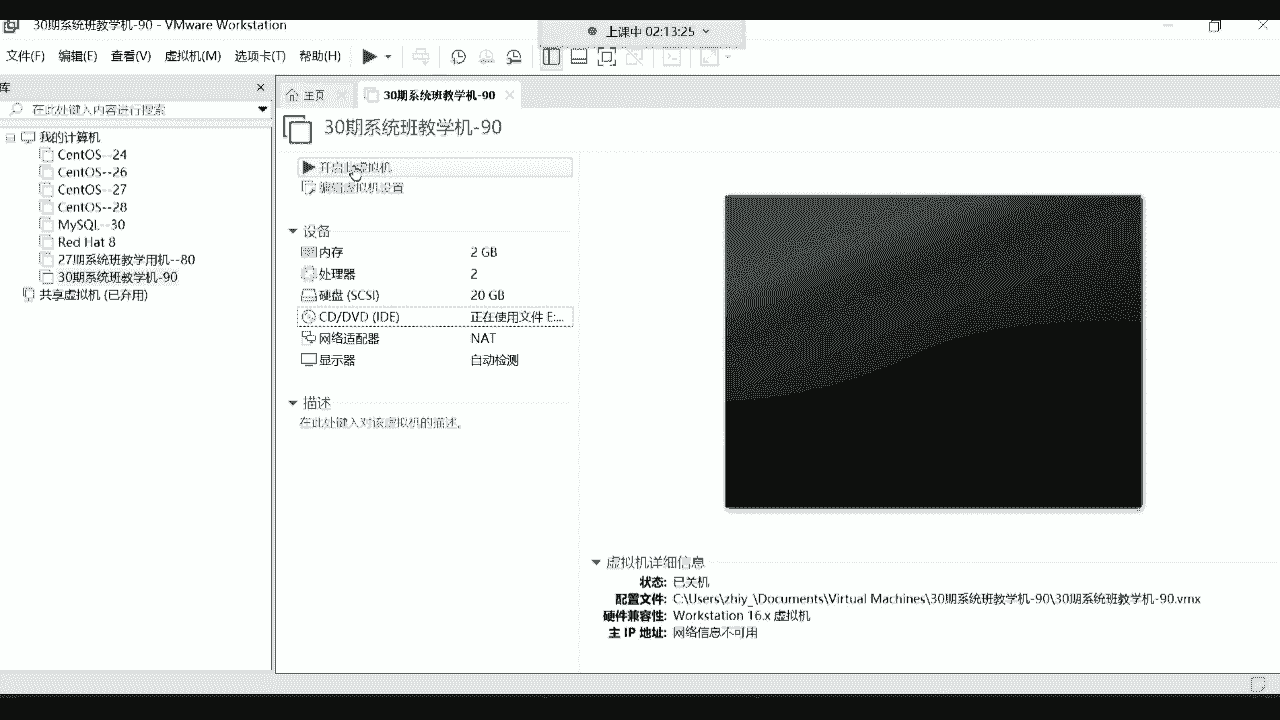 30期系统班教学机-90 - VMware Workstation
上课中 02:13:25
文件(F) 编辑(E) 查看(V) 虚拟机(M) 选项卡(T) 帮助(H)
库
在此处键入内容进行搜索
我的计算机
CentOS--24
CentOS--26
CentOS--27
CentOS--28
MySQL--30
Red Hat 8
27期系统班教学用机--80
30期系统班教学机-90
共享虚拟机 (已弃用)
主页
30期系统班教学机-90
30期系统班教学机-90
开启此虚拟机
编辑虚拟机设置
设备
内存 2 GB
处理器 2
硬盘 (SCSI) 20 GB
CD/DVD (IDE) 正在使用文件 E:...
网络适配器 NAT
显示器 自动检测
描述
在此处键入对该虚拟机的描述。
虚拟机详细信息
状态: 已关机
配置文件: C:\Users\zhiy_\Documents\Virtual Machines\30期系统班教学机-90\30期系统班教学机-90.vmx
硬件兼容性: Workstation 16.x 虚拟机
主 IP 地址: 网络信息不可用